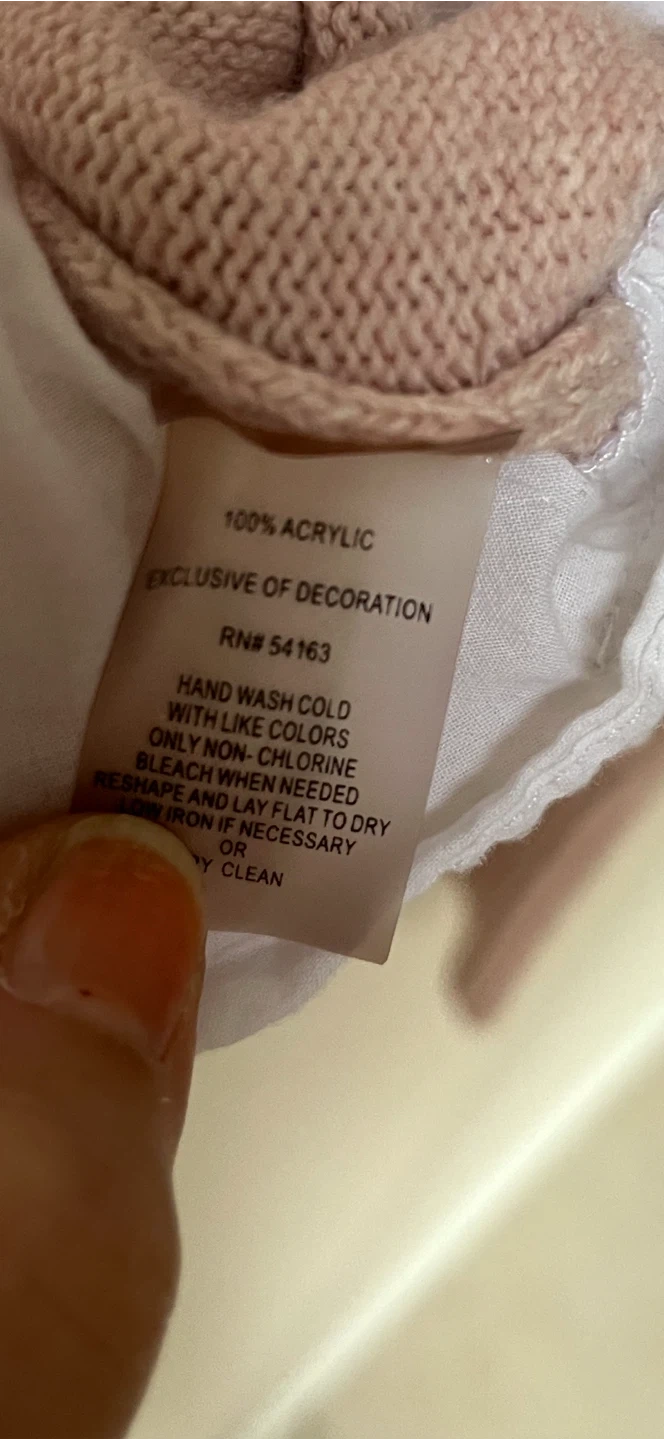 100% ACRYLIC
EXCLUSIVE OF DECORATION
RN# 54163
HAND WASH COLD
WITH LIKE COLORS
ONLY NON- CHLORINE
BLEACH WHEN NEEDED
RESHAPE AND LAY FLAT TO DRY
LOW IRON IF NECESSARY
OR
CLEAN